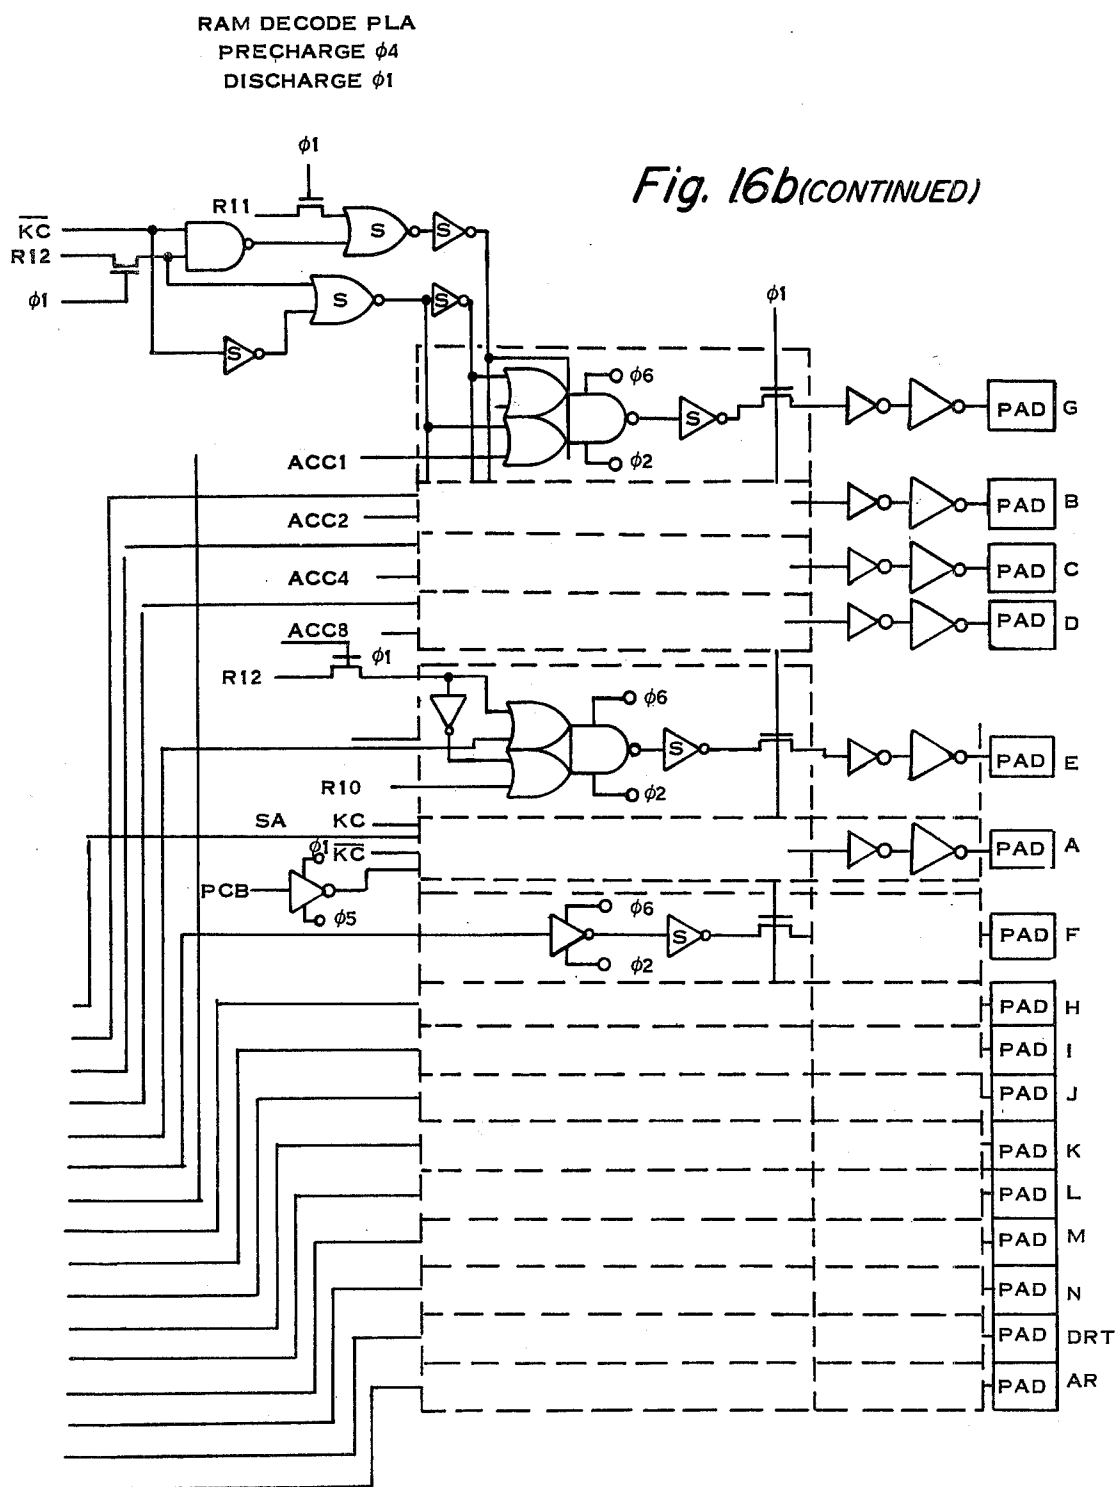 RAM DECODE PLA
PRECHARGE ϕ4
DISCHARGE ϕ1
Fig. 16b (CONTINUED)
ϕ1
R11
K̅C̅
R12
ϕ1
S
S
S
S
S
ϕ1
ϕ6
S
PAD G
ϕ2
ACC1
PAD B
ACC2
PAD C
ACC4
PAD D
ACC8
ϕ1
R12
ϕ6
S
PAD E
R10
ϕ2
SA KC
PAD A
ϕ1 K̅C̅
PCB
ϕ5
ϕ6
S
PAD F
ϕ2
PAD H
PAD I
PAD J
PAD K
PAD L
PAD M
PAD N
PAD DRT
PAD AR